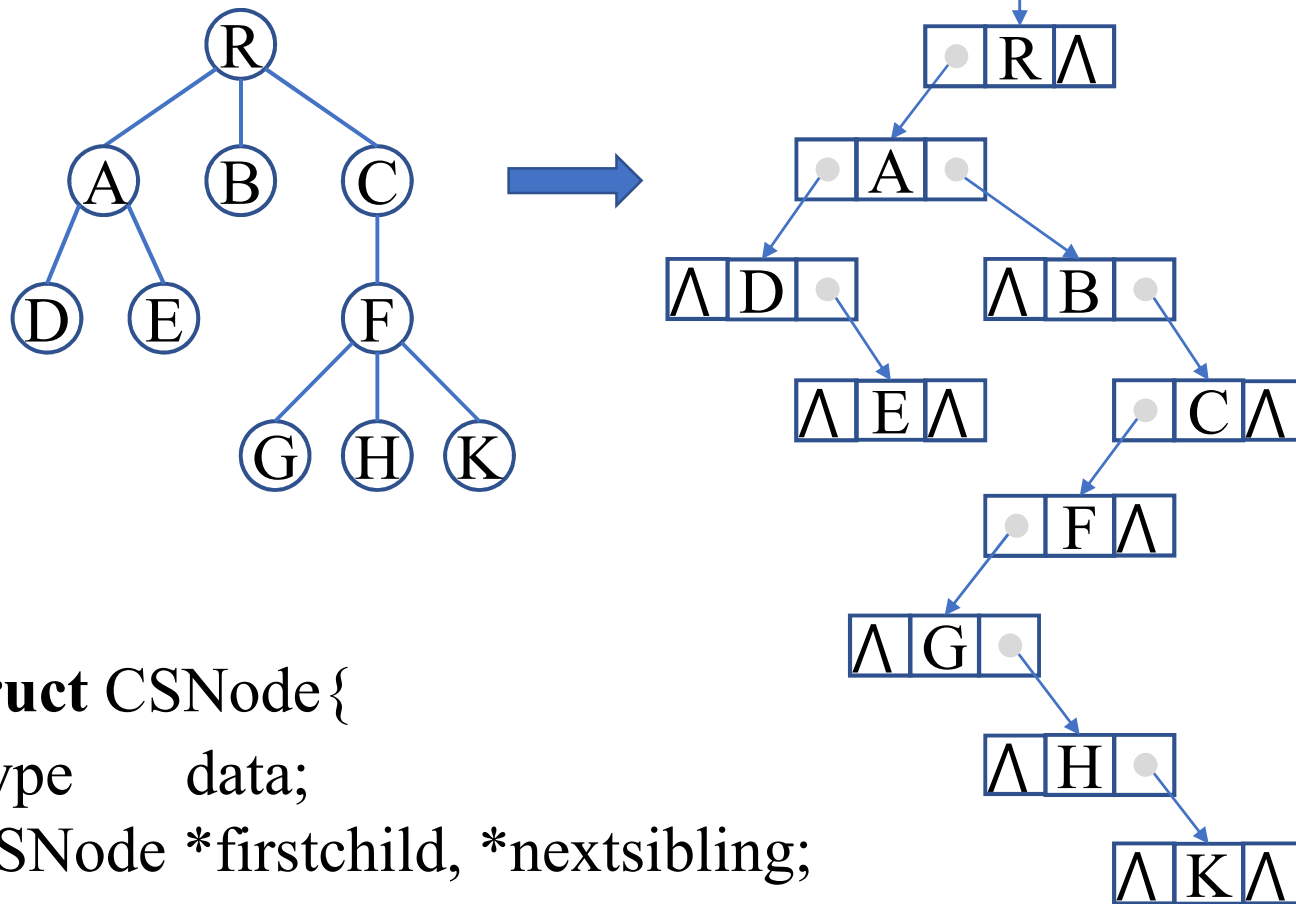 R
A B C
D E F
G H K
R Λ
A
Λ D
Λ B
Λ E Λ
C Λ
F Λ
Λ G
Λ H
Λ K Λ
uct CSNode{
ype data;
SNode *firstchild, *nextsibling;